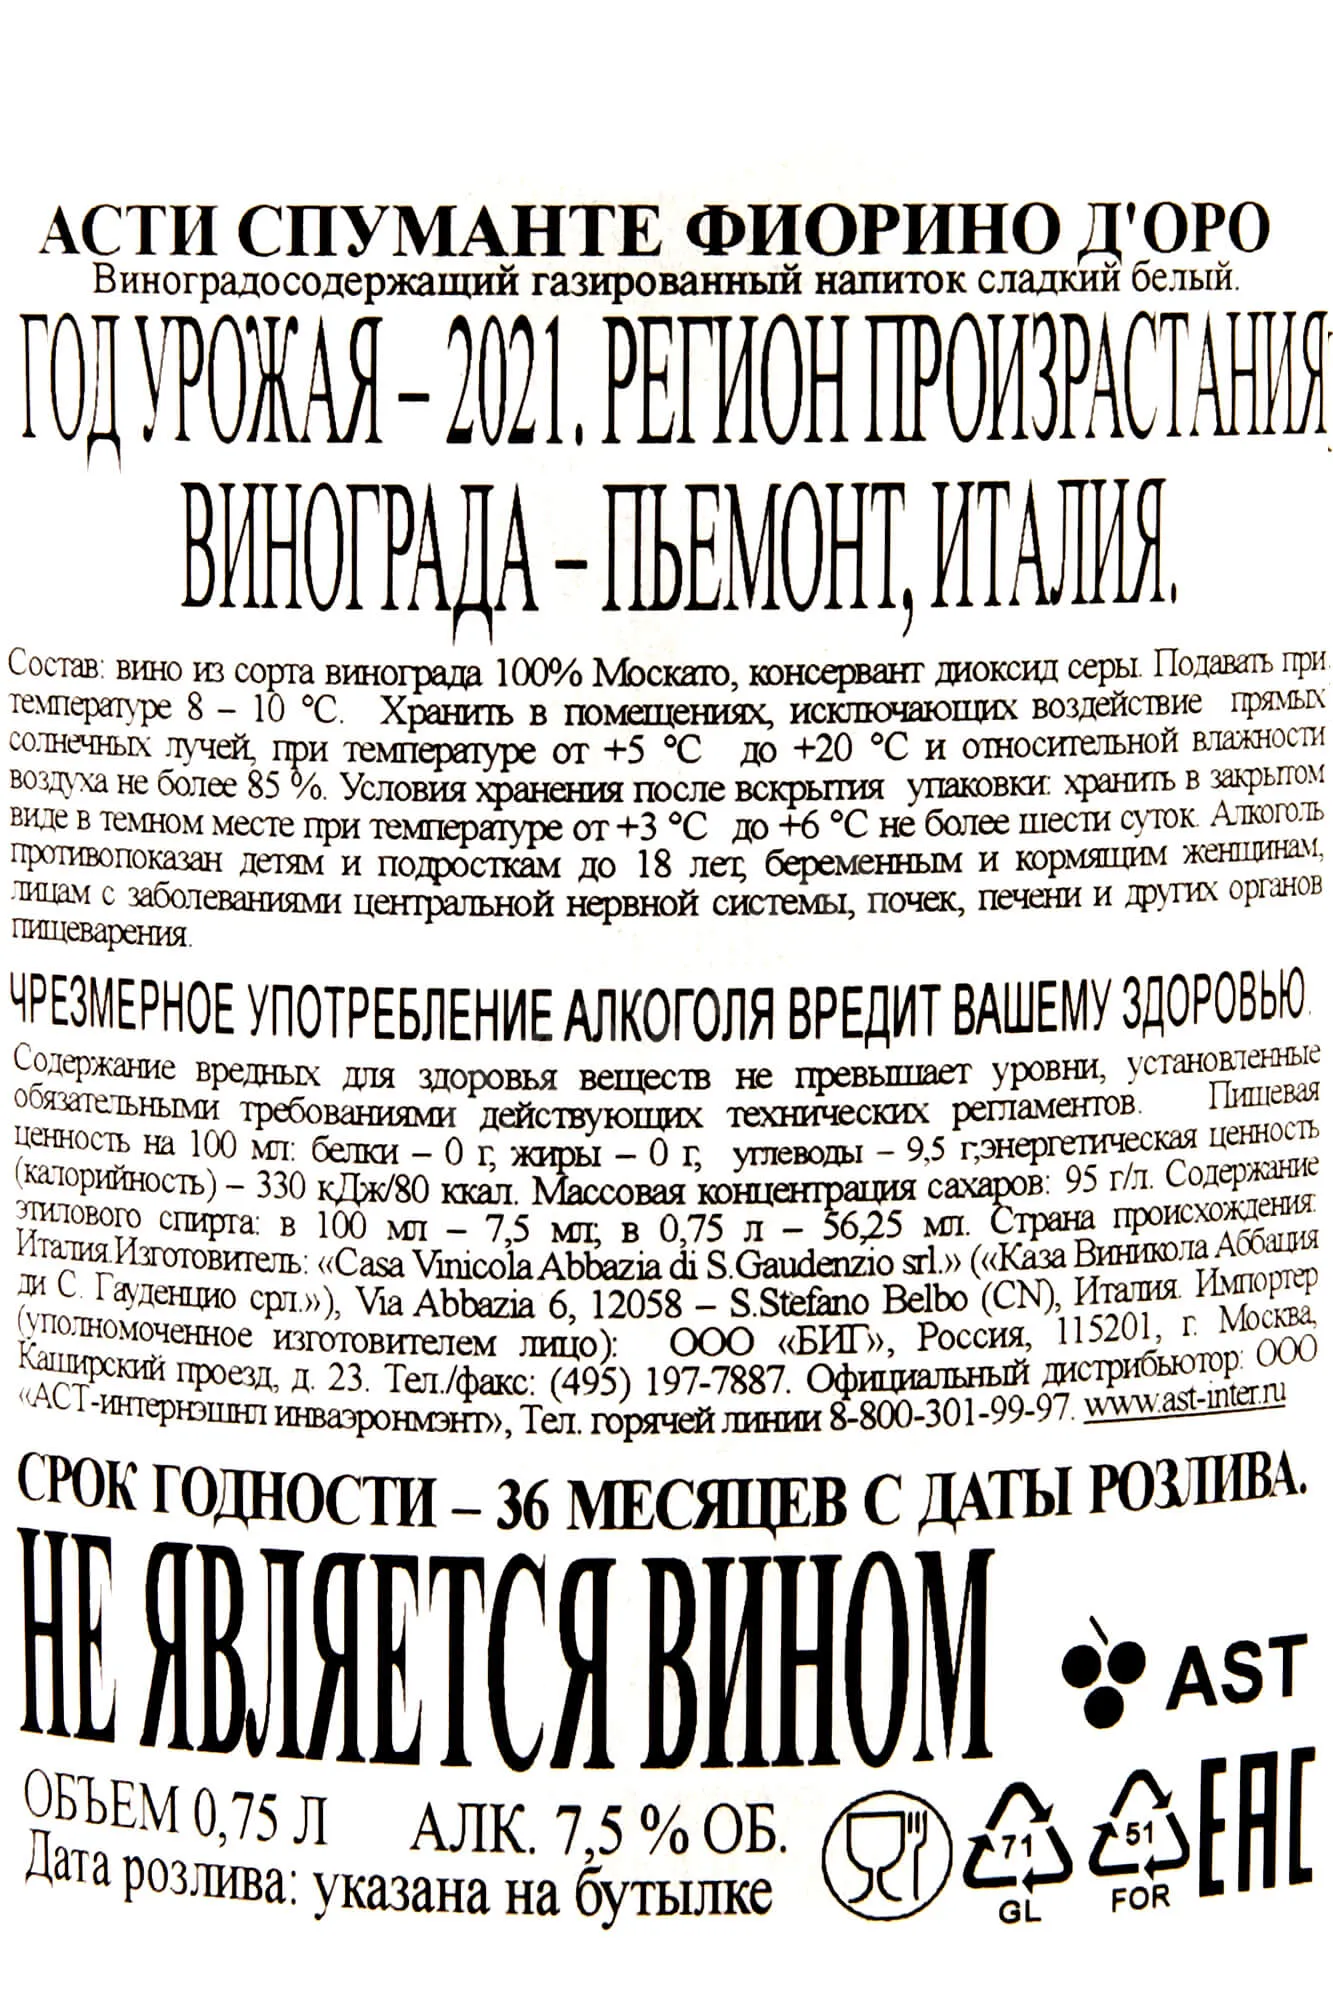 АСТИ СПУМАНТЕ ФИОРИНО Д'ОРО
Виноградосодержащий газированный напиток сладкий белый.
ГОД УРОЖАЯ – 2021. РЕГИОН ПРОИЗРАСТАНИЯ
ВИНОГРАДА – ПЬЕМОНТ, ИТАЛИЯ.
Состав: вино из сорта винограда 100% Москато, консервант диоксид серы. Подавать при
температуре 8 – 10 °С. Хранить в помещениях, исключающих воздействие прямых
солнечных лучей, при температуре от +5 °С до +20 °С и относительной влажности
воздуха не более 85 %. Условия хранения после вскрытия упаковки: хранить в закрытом
виде в темном месте при температуре от +3 °С до +6 °С не более шести суток. Алкоголь
противопоказан детям и подросткам до 18 лет, беременным и кормящим женщинам,
лицам с заболеваниями центральной нервной системы, почек, печени и других органов
пищеварения.
ЧРЕЗМЕРНОЕ УПОТРЕБЛЕНИЕ АЛКОГОЛЯ ВРЕДИТ ВАШЕМУ ЗДОРОВЬЮ.
Содержание вредных для здоровья веществ не превышает уровни, установленные
обязательными требованиями действующих технических регламентов. Пищевая
ценность на 100 мл: белки – 0 г, жиры – 0 г, углеводы – 9,5 г;энергетическая ценность
(калорийность) – 330 кДж/80 ккал. Массовая концентрация сахаров: 95 г/л. Содержание
этилового спирта: в 100 мл – 7,5 мл; в 0,75 л – 56,25 мл. Страна происхождения:
Италия.Изготовитель: «Casa Vinicola Abbazia di S.Gaudenzio srl.» («Каза Виникола Аббация
ди С. Гауденцио срл.»), Via Abbazia 6, 12058 – S.Stefano Belbo (CN), Италия. Импортер
(уполномоченное изготовителем лицо): ООО «БИГ», Россия, 115201, г. Москва,
Каширский проезд, д. 23. Тел./факс: (495) 197-7887. Официальный дистрибьютор: ООО
«АСТ-интернэшнл инваэронмэнт», Тел. горячей линии 8-800-301-99-97. www.ast-inter.ru
СРОК ГОДНОСТИ – 36 МЕСЯЦЕВ С ДАТЫ РОЗЛИВА.
НЕ ЯВЛЯЕТСЯ ВИНОМ
AST
ОБЪЕМ 0,75 Л АЛК. 7,5 % ОБ.
Дата розлива: указана на бутылке
71
GL
51
FOR
EAC